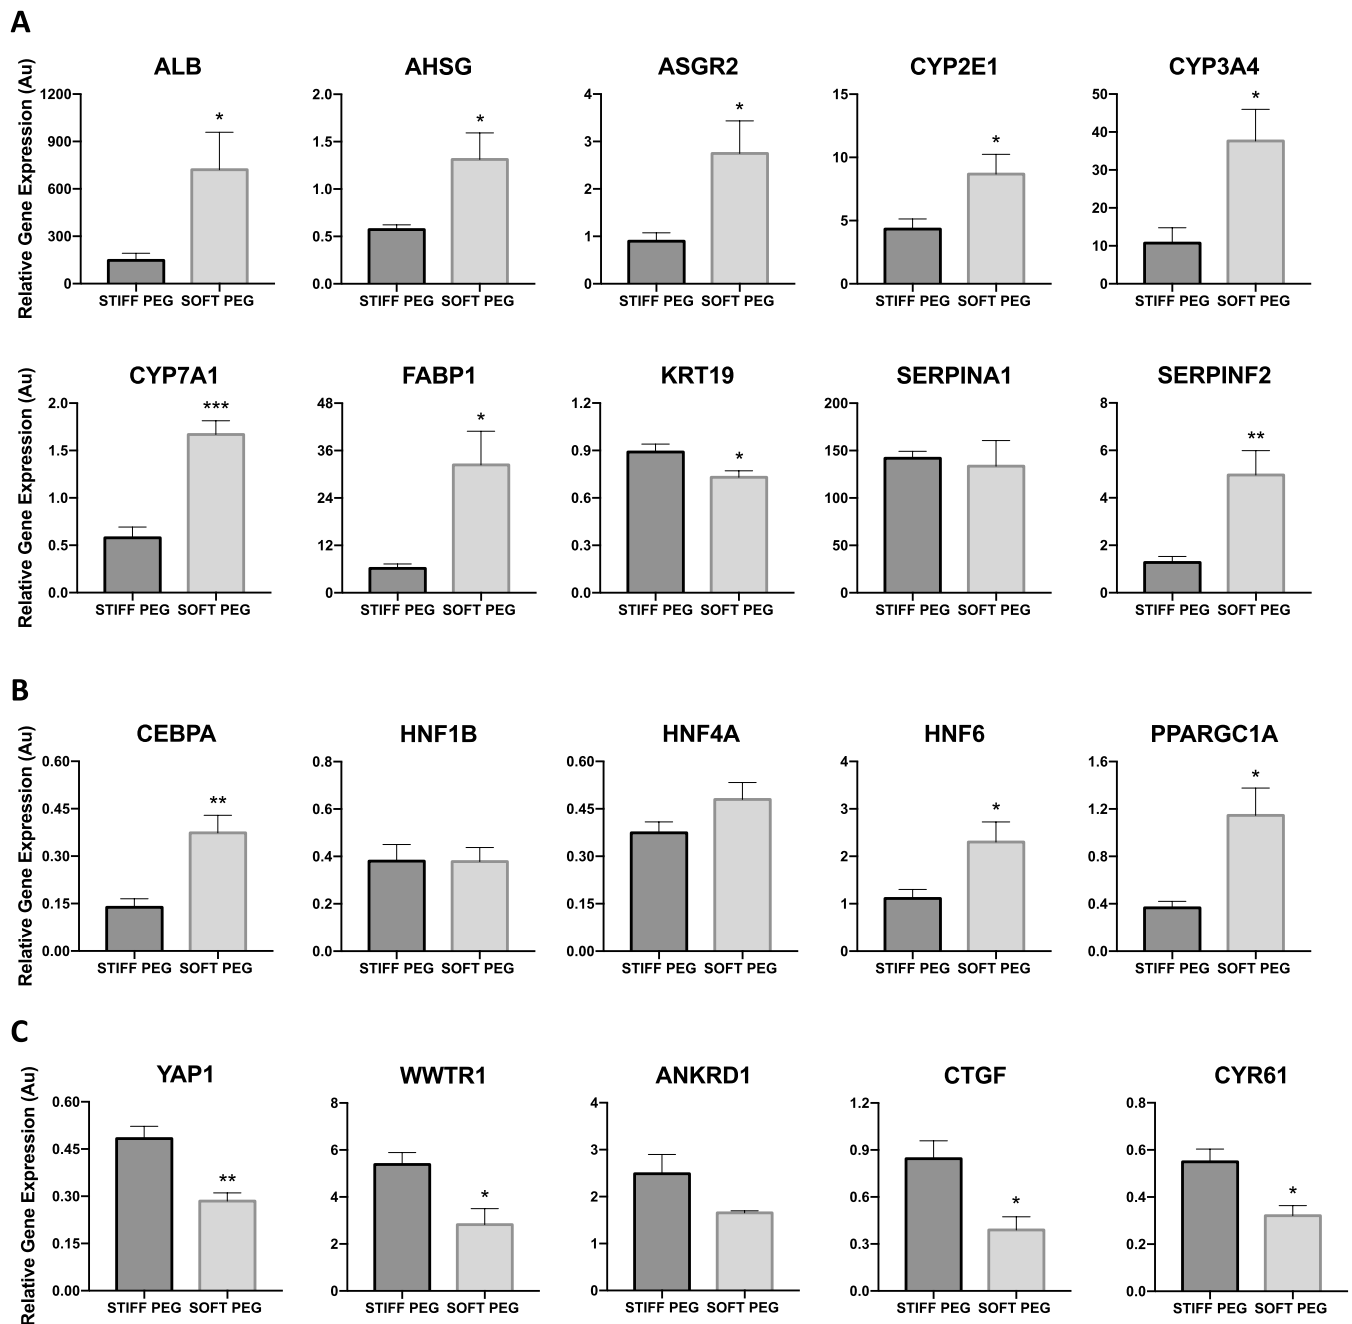 A
ALB AHSG ASGR2 CYP2E1 CYP3A4
Relative Gene Expression (Au)
1200 2.0 4 15 50
* * * * *
900 1.5 3 10 40
600 1.0 2 5 30
300 0.5 1 0 20
0 0.0 0 10
0
STIFF PEG SOFT PEG STIFF PEG SOFT PEG STIFF PEG SOFT PEG STIFF PEG SOFT PEG STIFF PEG SOFT PEG
CYP7A1 FABP1 KRT19 SERPINA1 SERPINF2
Relative Gene Expression (Au)
2.0 48 1.2 200 8
*** * * **
1.5 36 0.9 150 6
1.0 24 0.6 100 4
0.5 12 0.3 50 2
0.0 0 0.0 0 0
STIFF PEG SOFT PEG STIFF PEG SOFT PEG STIFF PEG SOFT PEG STIFF PEG SOFT PEG STIFF PEG SOFT PEG
B
CEBPA HNF1B HNF4A HNF6 PPARGC1A
Relative Gene Expression (Au)
0.60 0.8 0.60 4 1.6
** * *
0.45 0.6 0.45 3 1.2
0.30 0.4 0.30 2 0.8
0.15 0.2 0.15 1 0.4
0.00 0.0 0.00 0 0.0
STIFF PEG SOFT PEG STIFF PEG SOFT PEG STIFF PEG SOFT PEG STIFF PEG SOFT PEG STIFF PEG SOFT PEG
C
YAP1 WWTR1 ANKRD1 CTGF CYR61
Relative Gene Expression (Au)
0.60 8 4 1.2 0.8
0.45 6 3 0.9 0.6
** * * *
0.30 4 2 0.6 0.4
0.15 2 1 0.3 0.2
0.00 0 0 0.0 0.0
STIFF PEG SOFT PEG STIFF PEG SOFT PEG STIFF PEG SOFT PEG STIFF PEG SOFT PEG STIFF PEG SOFT PEG